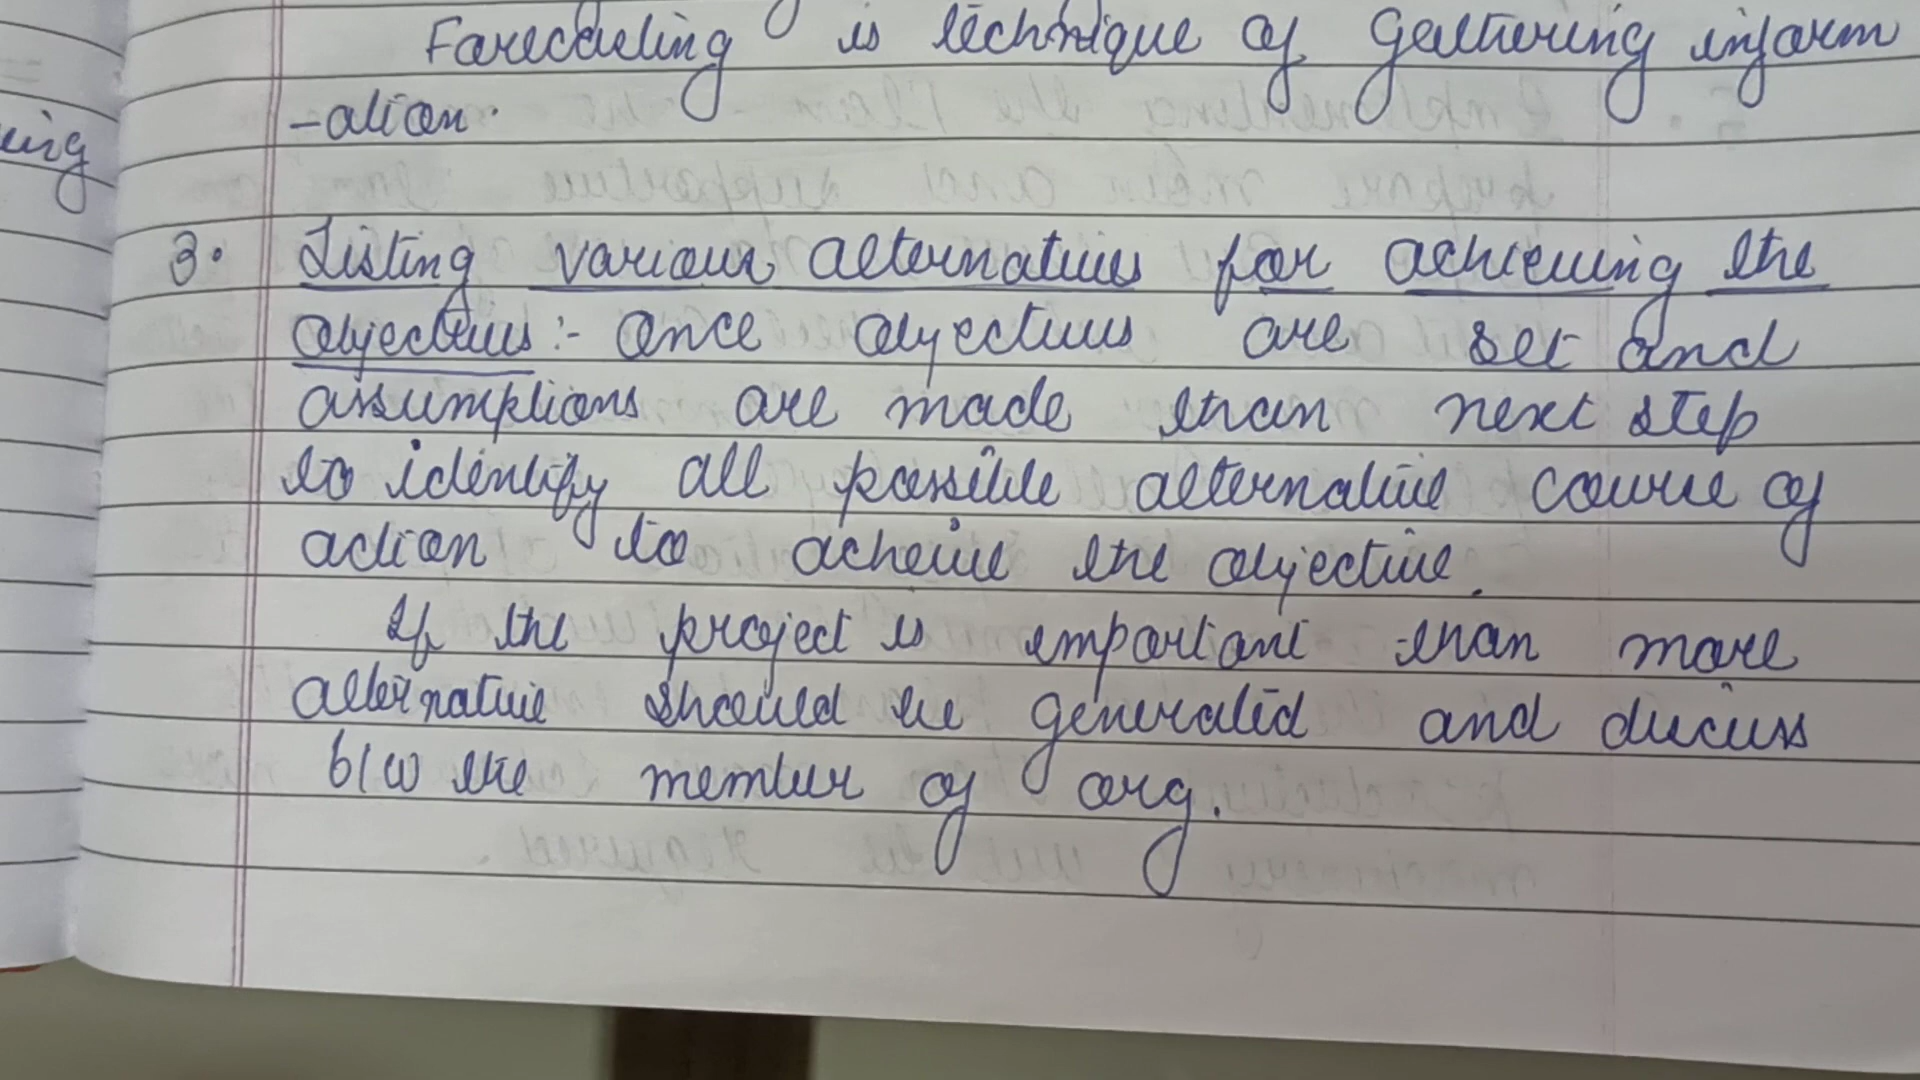 Forecasting is technique of gathering inform
-ation.
ing
3. Listing various alternatives for achieving the
objectives :- once objectives are set and
assumptions are made than next step
to identify all possible alternative course of
action to acheive the objective.
If the project is important than more
alternative should be generated and discuss
b/w the member of org.